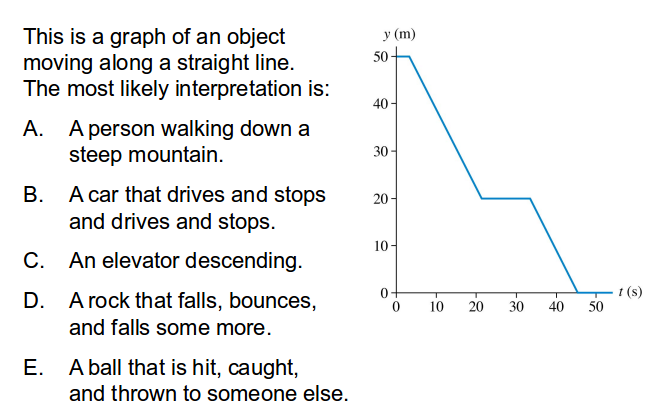 This is a graph of an object
moving along a straight line.
The most likely interpretation is:
A. A person walking down a
steep mountain.
B. A car that drives and stops
and drives and stops.
C. An elevator descending.
D. A rock that falls, bounces,
and falls some more.
E. A ball that is hit, caught,
and thrown to someone else.
y (m)
50
40
30
20
10
0
0 10 20 30 40 50
t (s)